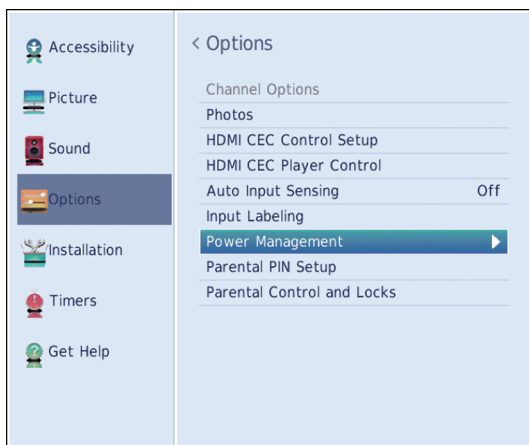 Accessibility
Picture
Sound
Options
Installation
Timers
Get Help
< Options
Channel Options
Photos
HDMI CEC Control Setup
HDMI CEC Player Control
Auto Input Sensing Off
Input Labeling
Power Management
Parental PIN Setup
Parental Control and Locks